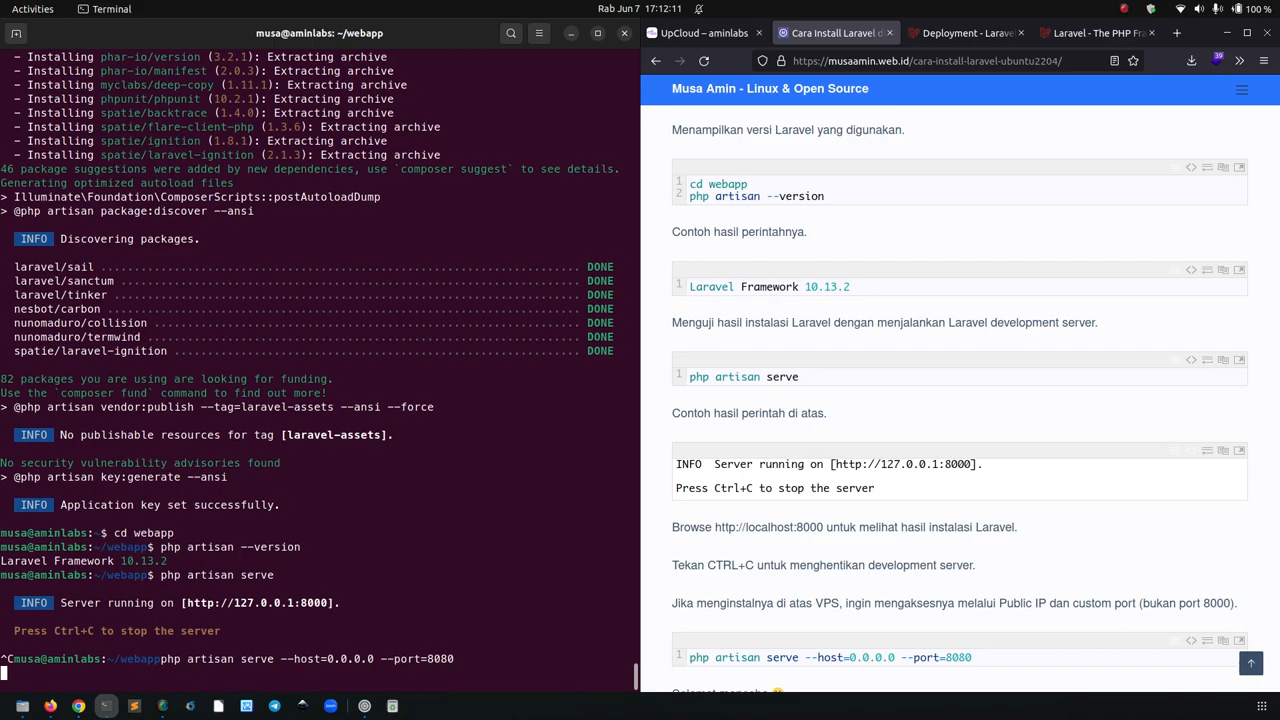 Activities
Terminal
Rab Jun 7 17:12:11
100 %
musa@aminlabs: ~/webapp
- Installing phar-io/version (3.2.1): Extracting archive
- Installing phar-io/manifest (2.0.3): Extracting archive
- Installing myclabs/deep-copy (1.11.1): Extracting archive
- Installing phpunit/phpunit (10.2.1): Extracting archive
- Installing spatie/backtrace (1.4.0): Extracting archive
- Installing spatie/flare-client-php (1.3.6): Extracting archive
- Installing spatie/ignition (1.8.1): Extracting archive
- Installing spatie/laravel-ignition (2.1.3): Extracting archive
46 package suggestions were added by new dependencies, use `composer suggest` to see details.
Generating optimized autoload files
> Illuminate\Foundation\ComposerScripts::postAutoloadDump
> @php artisan package:discover --ansi
INFO Discovering packages.
laravel/sail ........ DONE
laravel/sanctum ........ DONE
laravel/tinker ........ DONE
nesbot/carbon ........ DONE
nunomaduro/collision ........ DONE
nunomaduro/termwind ........ DONE
spatie/laravel-ignition ........ DONE
82 packages you are using are looking for funding.
Use the `composer fund` command to find out more!
> @php artisan vendor:publish --tag=laravel-assets --ansi --force
INFO No publishable resources for tag [laravel-assets].
No security vulnerability advisories found
> @php artisan key:generate --ansi
INFO Application key set successfully.
musa@aminlabs:~$ cd webapp
musa@aminlabs:~/webapp$ php artisan --version
Laravel Framework 10.13.2
musa@aminlabs:~/webapp$ php artisan serve
INFO Server running on [http://127.0.0.1:8000].
Press Ctrl+C to stop the server
^Cmusa@aminlabs:~/webappphp artisan serve --host=0.0.0.0 --port=8080
UpCloud – aminlabs
Cara Install Laravel d
Deployment - Larave
Laravel - The PHP Fra
https://musaamin.web.id/cara-install-laravel-ubuntu2204/
39
Musa Amin - Linux & Open Source
Menampilkan versi Laravel yang digunakan.
1 cd webapp
2 php artisan --version
Contoh hasil perintahnya.
1 Laravel Framework 10.13.2
Menguji hasil instalasi Laravel dengan menjalankan Laravel development server.
1 php artisan serve
Contoh hasil perintah di atas.
INFO Server running on [http://127.0.0.1:8000].
Press Ctrl+C to stop the server
Browse http://localhost:8000 untuk melihat hasil instalasi Laravel.
Tekan CTRL+C untuk menghentikan development server.
Jika menginstalnya di atas VPS, ingin mengaksesnya melalui Public IP dan custom port (bukan port 8000).
1 php artisan serve --host=0.0.0.0 --port=8080
Selamat mencoba